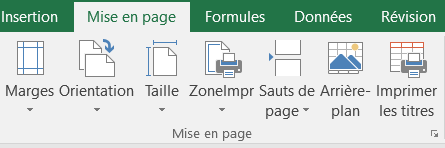 Insertion Mise en page Formules Données Révision
Marges Orientation Taille ZoneImpr Sauts de Arrière- Imprimer
page plan les titres
Mise en page